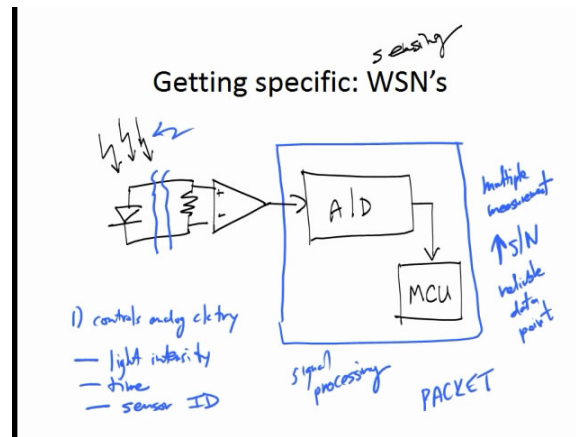 sensing
Getting specific: WSN's
+
-
A/D
MCU
multiple
measurement
↑S/N
reliable
data
point
1) controls analog cktry
— light intensity
— time
— sensor ID
signal
processing
PACKET